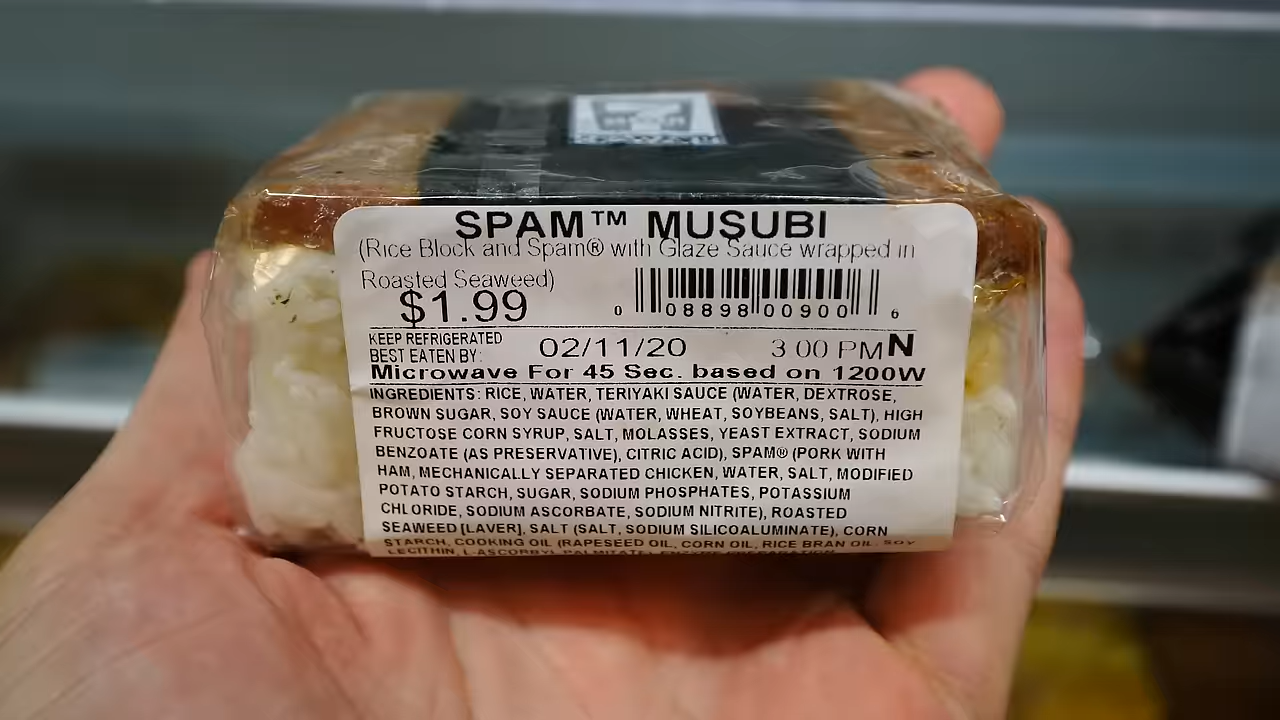 SPAM™ MUSUBI
(Rice Block and Spam® with Glaze Sauce wrapped in
Roasted Seaweed)
$1.99
0 08898 00900 6
KEEP REFRIGERATED
BEST EATEN BY: 02/11/20 3 00 PM N
Microwave For 45 Sec. based on 1200W
INGREDIENTS: RICE, WATER, TERIYAKI SAUCE (WATER, DEXTROSE,
BROWN SUGAR, SOY SAUCE (WATER, WHEAT, SOYBEANS, SALT), HIGH
FRUCTOSE CORN SYRUP, SALT, MOLASSES, YEAST EXTRACT, SODIUM
BENZOATE (AS PRESERVATIVE), CITRIC ACID), SPAM® (PORK WITH
HAM, MECHANICALLY SEPARATED CHICKEN, WATER, SALT, MODIFIED
POTATO STARCH, SUGAR, SODIUM PHOSPHATES, POTASSIUM
CHLORIDE, SODIUM ASCORBATE, SODIUM NITRITE), ROASTED
SEAWEED [LAVER], SALT (SALT, SODIUM SILICOALUMINATE), CORN
STARCH, COOKING OIL (RAPESEED OIL, CORN OIL, RICE BRAN OIL, SOY
LECITHIN, L-ASCORBYL PALMITATE,